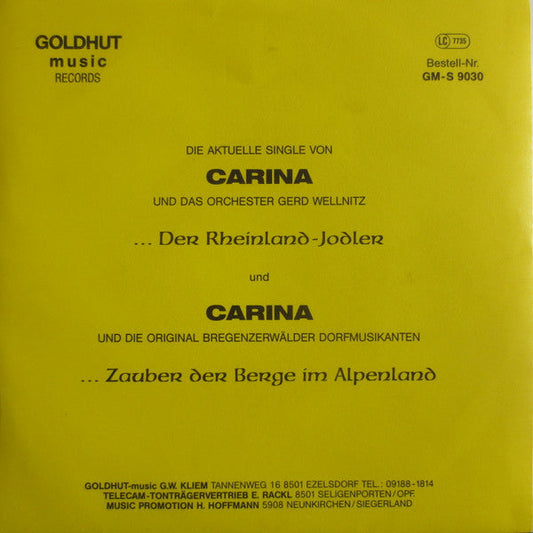 GOLDHUT
music
RECORDS
LC 7735
Bestell-Nr.
GM-S 9030
DIE AKTUELLE SINGLE VON
CARINA
UND DAS ORCHESTER GERD WELLNITZ
... Der Rheinland-Jodler
und
CARINA
UND DIE ORIGINAL BREGENZERWÄLDER DORFMUSIKANTEN
... Zauber der Berge im Alpenland
GOLDHUT-music G.W. KLIEM TANNENWEG 16 8501 EZELSDORF TEL.: 09188-1814
TELECAM-TONTRÄGERVERTRIEB E. RACKL 8501 SELIGENPORTEN/OPF.
MUSIC PROMOTION H. HOFFMANN 5908 NEUNKIRCHEN/SIEGERLAND